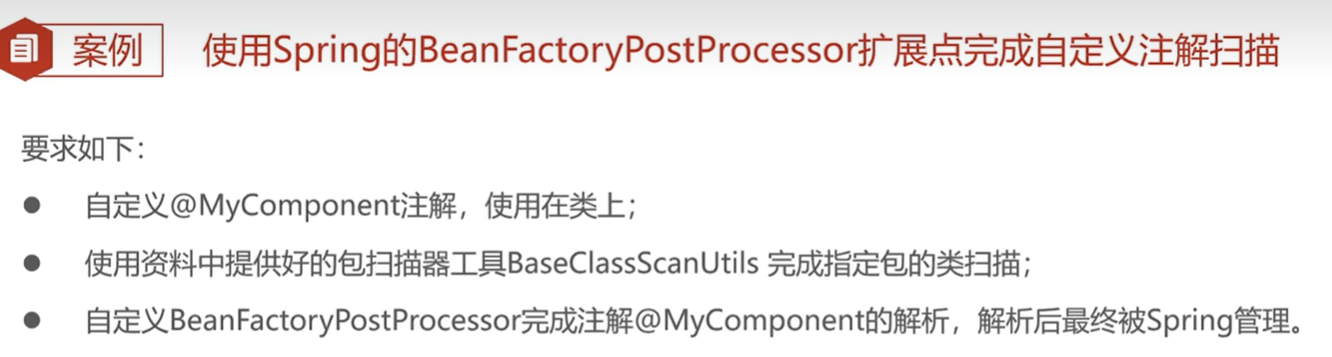 案例 使用Spring的BeanFactoryPostProcessor扩展点完成自定义注解扫描
要求如下：
● 自定义@MyComponent注解，使用在类上；
● 使用资料中提供好的包扫描器工具BaseClassScanUtils 完成指定包的类扫描；
● 自定义BeanFactoryPostProcessor完成注解@MyComponent的解析，解析后最终被Spring管理。